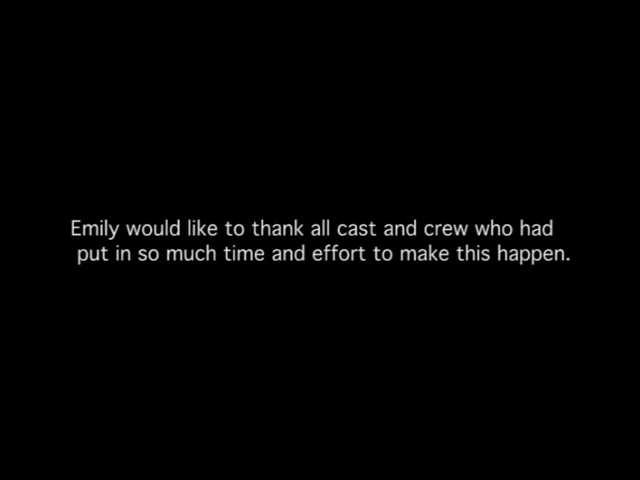 Emily would like to thank all cast and crew who had
put in so much time and effort to make this happen.